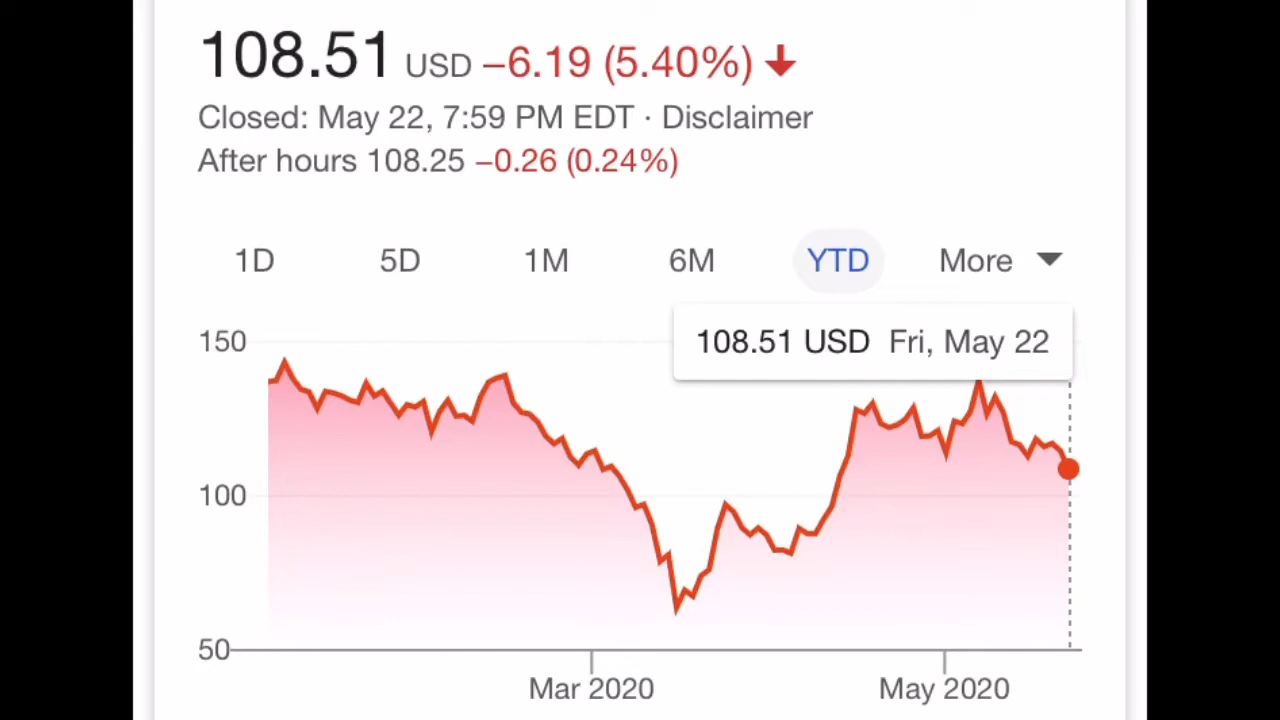 108.51 USD −6.19 (5.40%) ↓
Closed: May 22, 7:59 PM EDT · Disclaimer
After hours 108.25 −0.26 (0.24%)
1D 5D 1M 6M YTD More
108.51 USD Fri, May 22
150
100
50
Mar 2020 May 2020